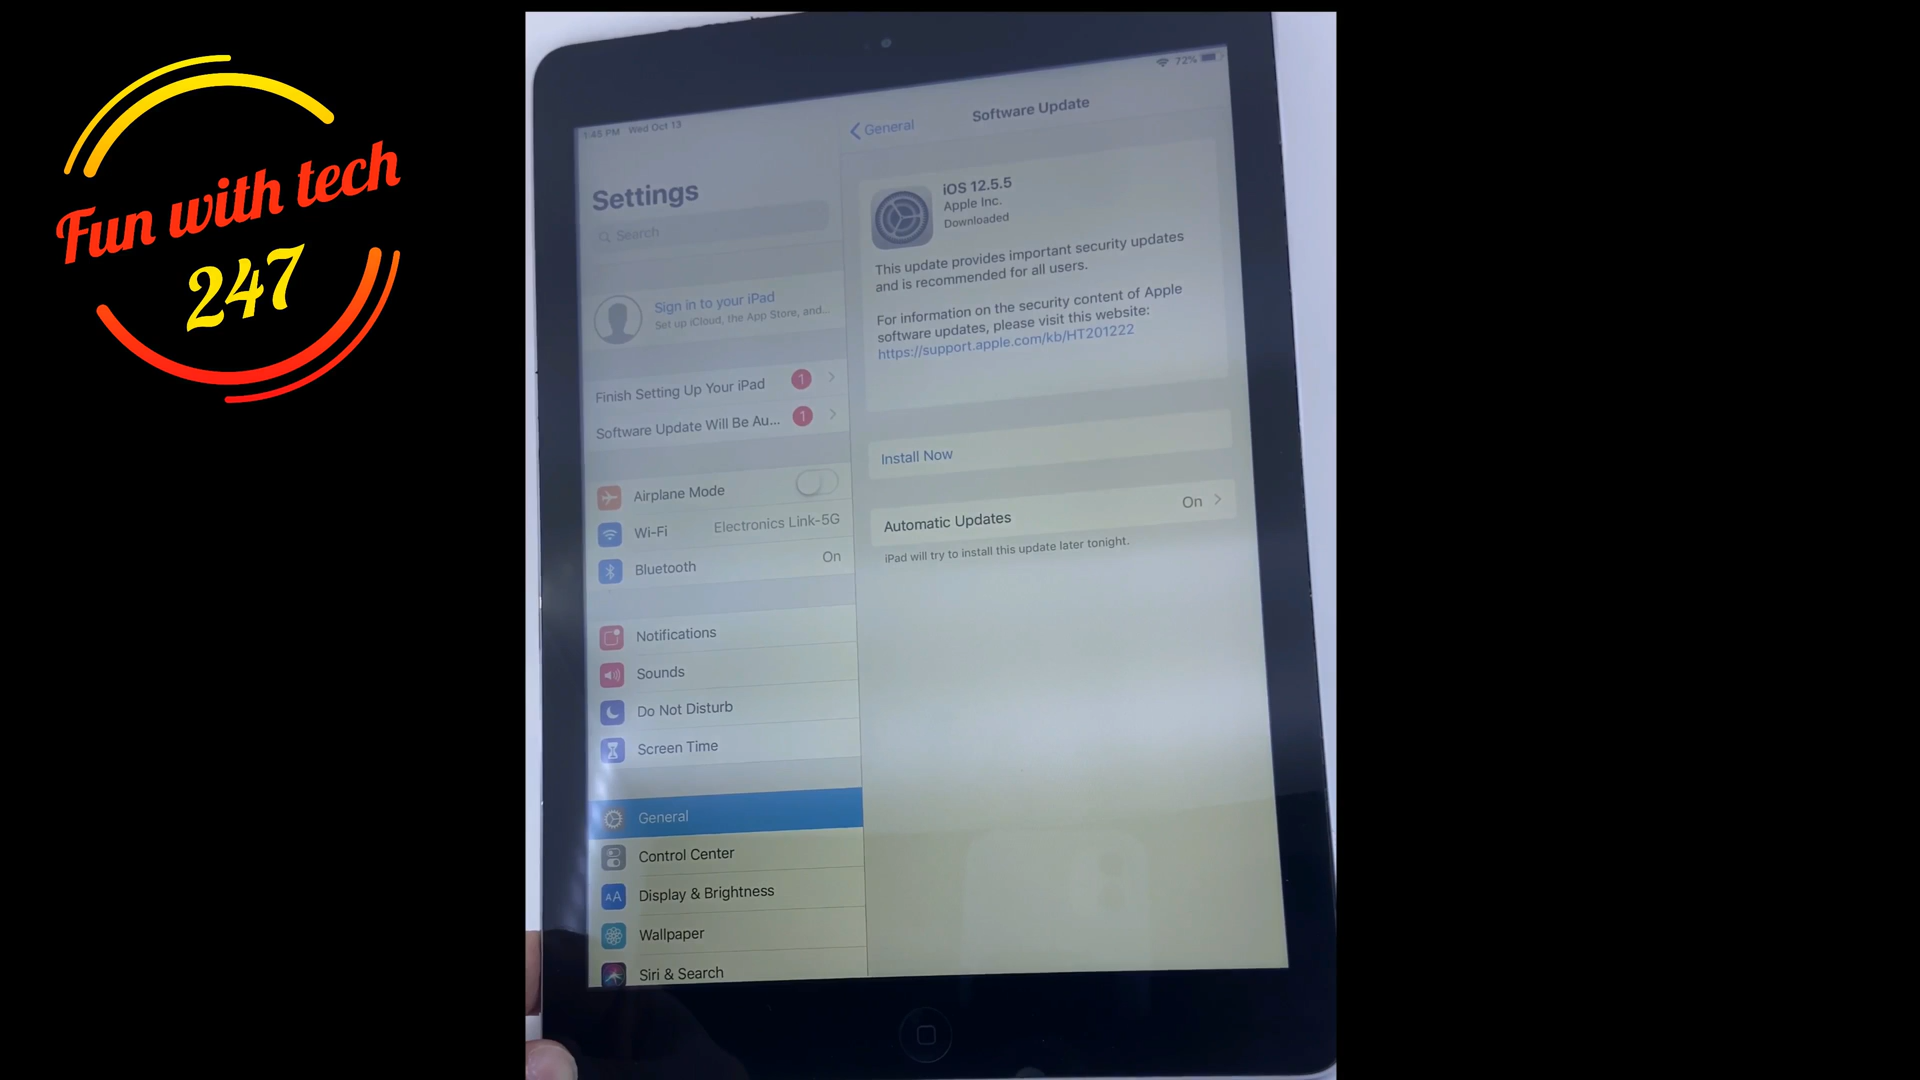 Fun with tech
247
1:45 PM Wed Oct 13
72%
Settings
Search
Sign in to your iPad
Set up iCloud, the App Store, and...
Finish Setting Up Your iPad 1
Software Update Will Be Au... 1
Airplane Mode
Wi-Fi Electronics Link-5G
Bluetooth On
Notifications
Sounds
Do Not Disturb
Screen Time
General
Control Center
AA Display & Brightness
Wallpaper
Siri & Search
General
Software Update
iOS 12.5.5
Apple Inc.
Downloaded
This update provides important security updates
and is recommended for all users.
For information on the security content of Apple
software updates, please visit this website:
https://support.apple.com/kb/HT201222
Install Now
Automatic Updates On
iPad will try to install this update later tonight.